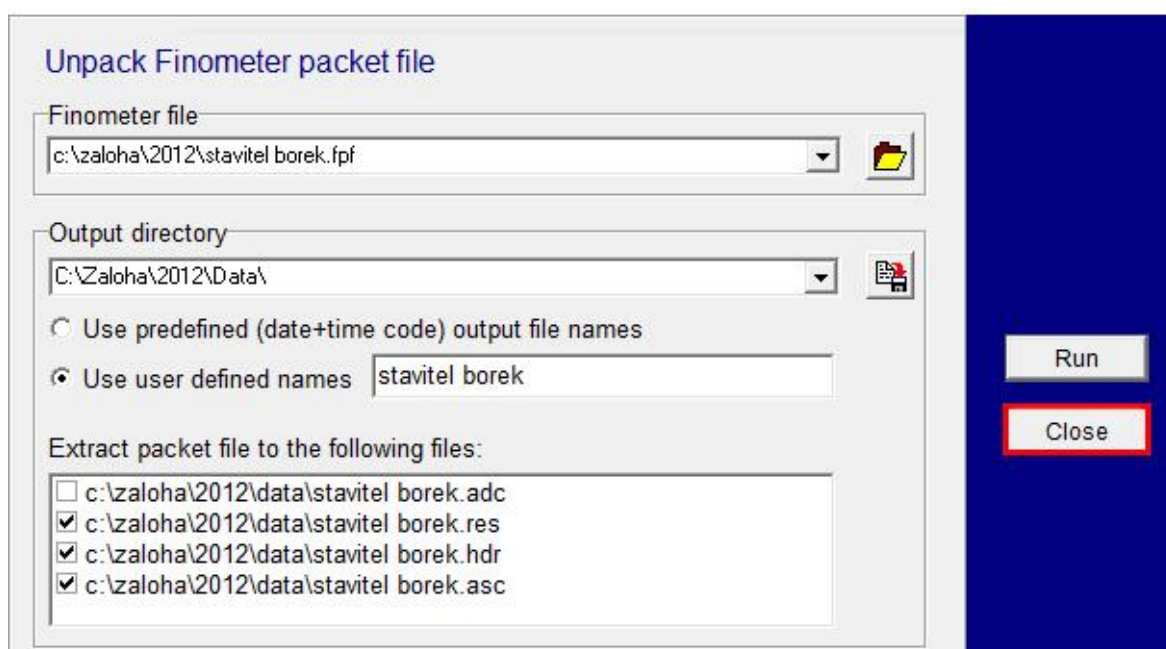 Unpack Finometer packet file
Finometer file
c:\zaloha\2012\stavitel borek.fpf
Output directory
C:\Zaloha\2012\Data\
Use predefined (date+time code) output file names
Use user defined names stavitel borek
Run
Close
Extract packet file to the following files:
c:\zaloha\2012\data\stavitel borek.adc
c:\zaloha\2012\data\stavitel borek.res
c:\zaloha\2012\data\stavitel borek.hdr
c:\zaloha\2012\data\stavitel borek.asc